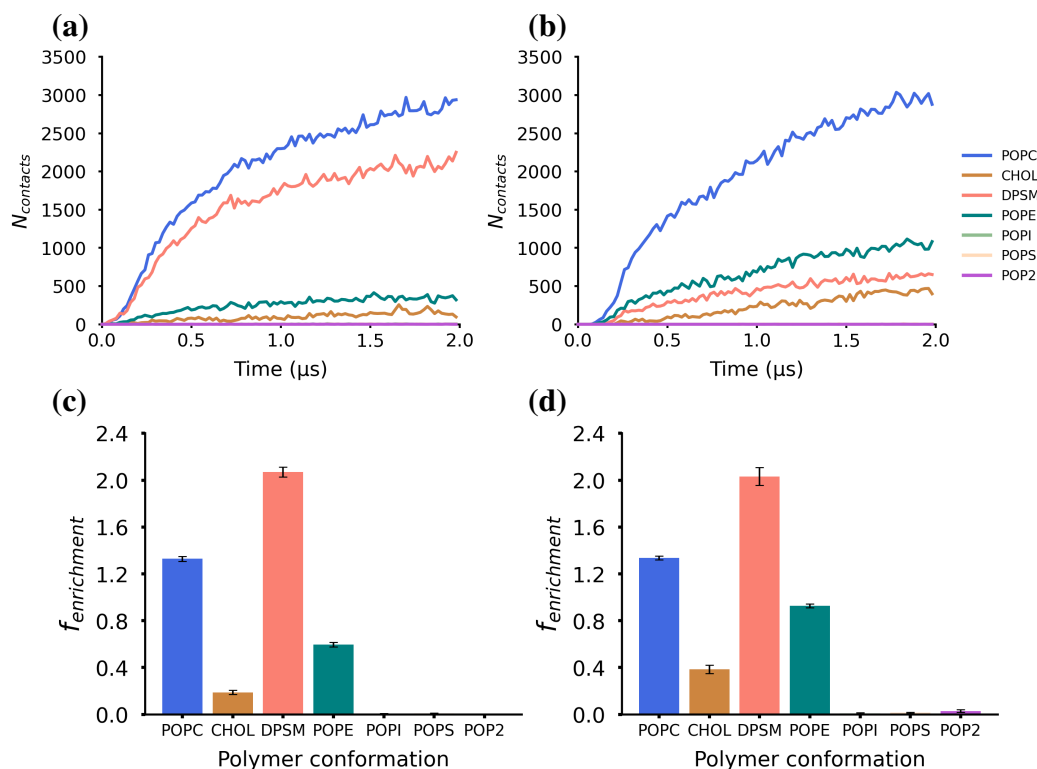 (a)
3500
3000
2500
2000
1500
1000
500
0
N_contacts
0.0 0.5 1.0 1.5 2.0
Time (μs)
(b)
3500
3000
2500
2000
1500
1000
500
0
N_contacts
0.0 0.5 1.0 1.5 2.0
Time (μs)
POPC
CHOL
DPSM
POPE
POPI
POPS
POP2
(c)
2.4
2.0
1.6
1.2
0.8
0.4
0.0
f_enrichment
POPC CHOL DPSM POPE POPI POPS POP2
Polymer conformation
(d)
2.4
2.0
1.6
1.2
0.8
0.4
0.0
f_enrichment
POPC CHOL DPSM POPE POPI POPS POP2
Polymer conformation